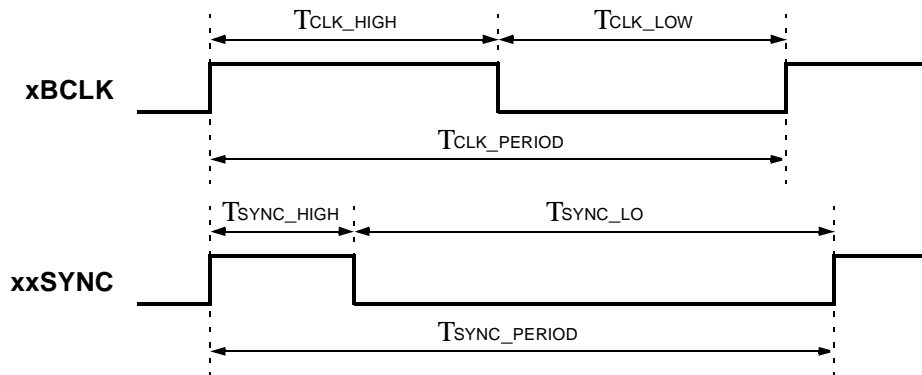 TCLK_HIGH TCLK_LOW
xBCLK
TCLK_PERIOD
TSYNC_HIGH TSYNC_LO
xxSYNC
TSYNC_PERIOD